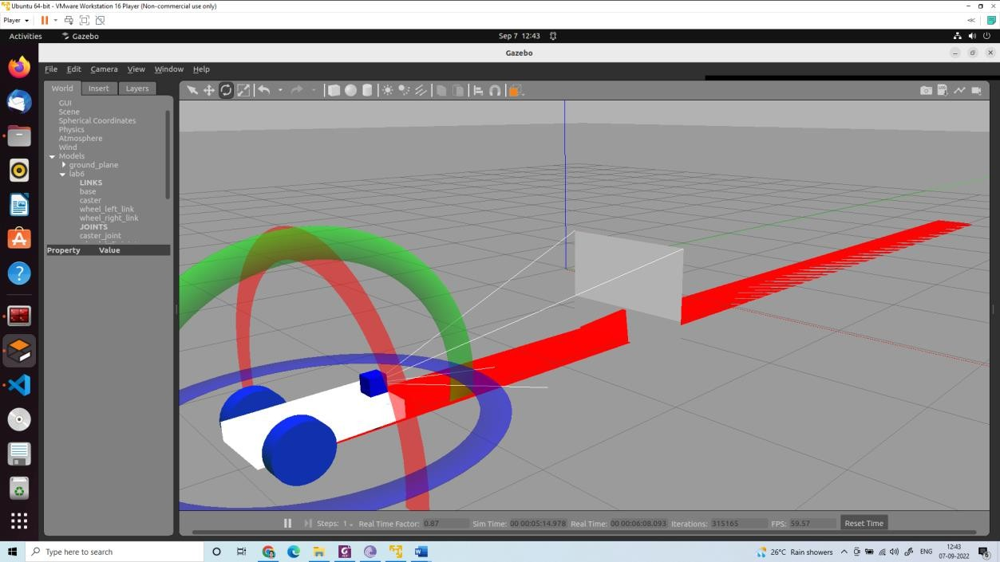 Ubuntu 64-bit - VMware Workstation 16 Player (Non-commercial use only)
Player
Activities Gazebo Sep 7 12:43
Gazebo
File Edit Camera View Window Help
World Insert Layers
GUI
Scene
Spherical Coordinates
Physics
Atmosphere
Wind
Models
ground_plane
lab6
LINKS
base
caster
wheel_left_link
wheel_right_link
JOINTS
caster_joint
Property Value
Steps: 1 Real Time Factor: 0.87 Sim Time: 00 00:05:14.978 Real Time: 00 00:06:08.093 Iterations: 315165 FPS: 59.57 Reset Time
Type here to search 26°C Rain showers ENG 12:43
07-09-2022